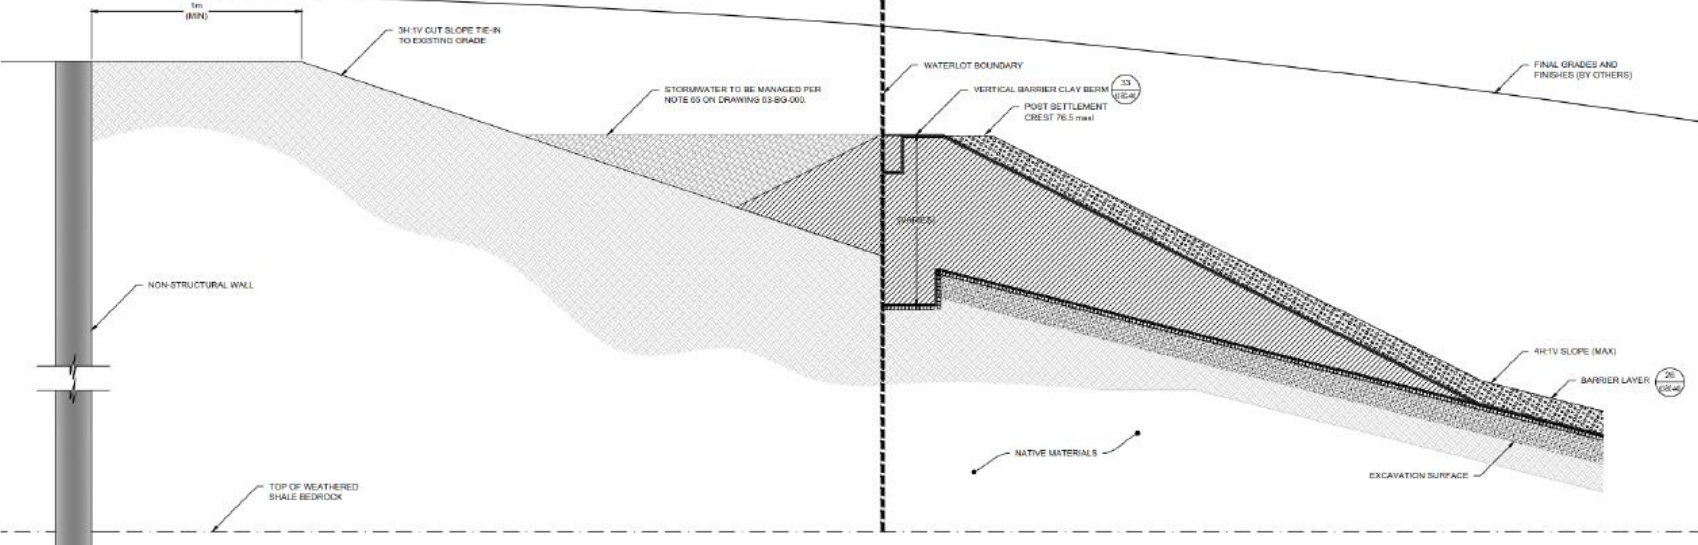 1m
(MIN)
3H:1V CUT SLOPE TIE-IN
TO EXISTING GRADE
WATERLOT BOUNDARY
FINAL GRADES AND
FINISHES (BY OTHERS)
STORMWATER TO BE MANAGED PER
NOTE 65 ON DRAWING 03-BG-000.
VERTICAL BARRIER CLAY BERM
33
POST SETTLEMENT
CREST 76.5 masl
(VARIES)
NON-STRUCTURAL WALL
4H:1V SLOPE (MAX)
BARRIER LAYER
26
NATIVE MATERIALS
EXCAVATION SURFACE
TOP OF WEATHERED
SHALE BEDROCK